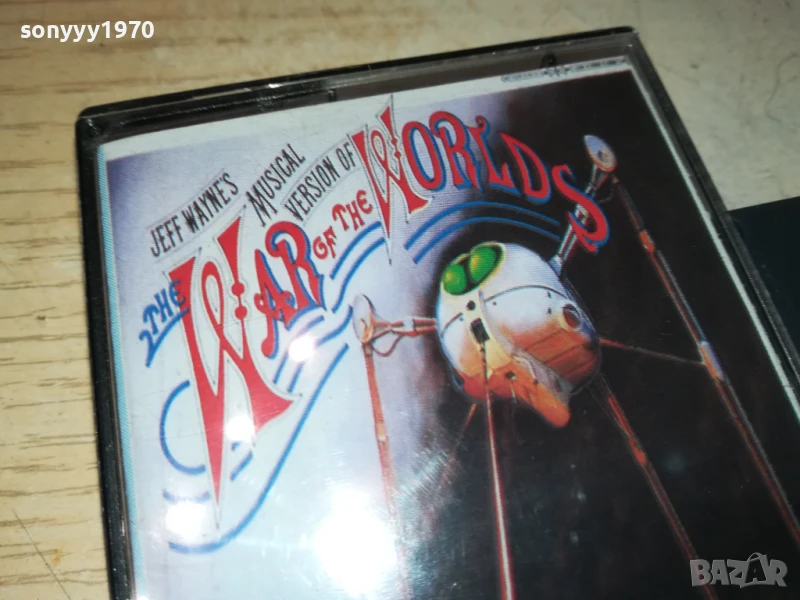 sonyyy1970
JEFF WAYNE'S
MUSICAL
VERSION OF
THE
WAR
OF THE
WORLDS
BAZAR